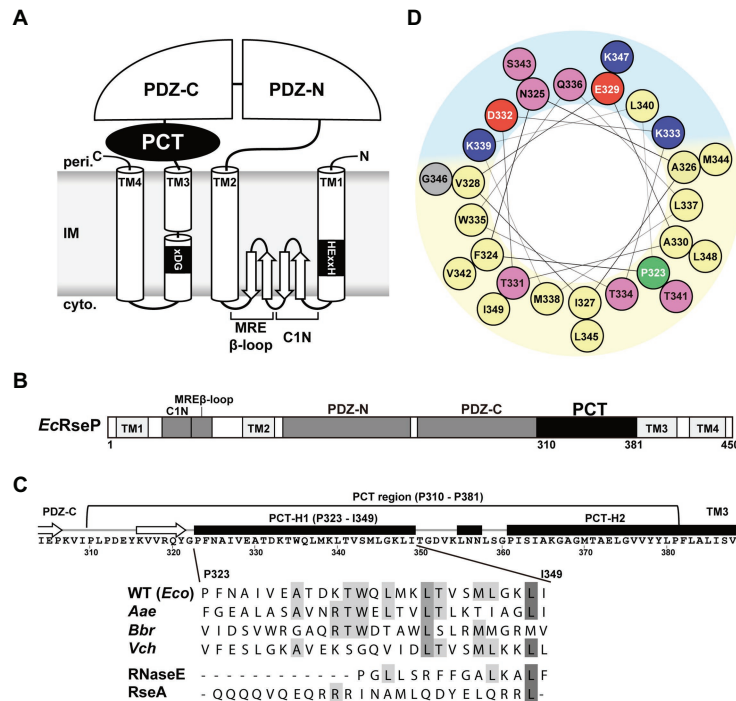 A
PDZ-C
PDZ-N
PCT
peri.
C
N
TM4
TM3
TM2
TM1
IM
xDG
HExxH
cyto.
MRE
β-loop
C1N
D
K347
S343
Q336
E329
N325
L340
D332
K333
K339
G346
V328
A326
M344
W335
L337
F324
A330
L348
V342
P323
T331
T334
T341
I349
M338
I327
L345
B
MREβ-loop
C1N
PDZ-N
PDZ-C
PCT
EcRseP
TM1
TM2
TM3
TM4
1
310
381
450
C
PCT region (P310 - P381)
PDZ-C
PCT-H1 (P323 - I349)
PCT-H2
TM3
IEPKVIPLPDEYKVVRQYGPFNAIVEATDKTWQLMKLTVSMLGKLITGDVKLNNLSGPISIAKGAGMTAELGVVYYLPFLALISV
310 320 330 340 350 360 370 380
P323 I349
WT (Eco) P F N A I V E A T D K T W Q L M K L T V S M L G K L I
Aae F G E A L A S A V N R T W E L T V L T L K T I A G L I
Bbr V I D S V W R G A Q R T W D T A W L S L R M M G R M V
Vch V F E S L G K A V E K S G Q V I D L T V S M L K K L L
RNaseE - - - - - - - - - - - - P G L L S R F F G A L K A L F
RseA - Q Q Q Q V Q E Q R R R I N A M L Q D Y E L Q R R L -